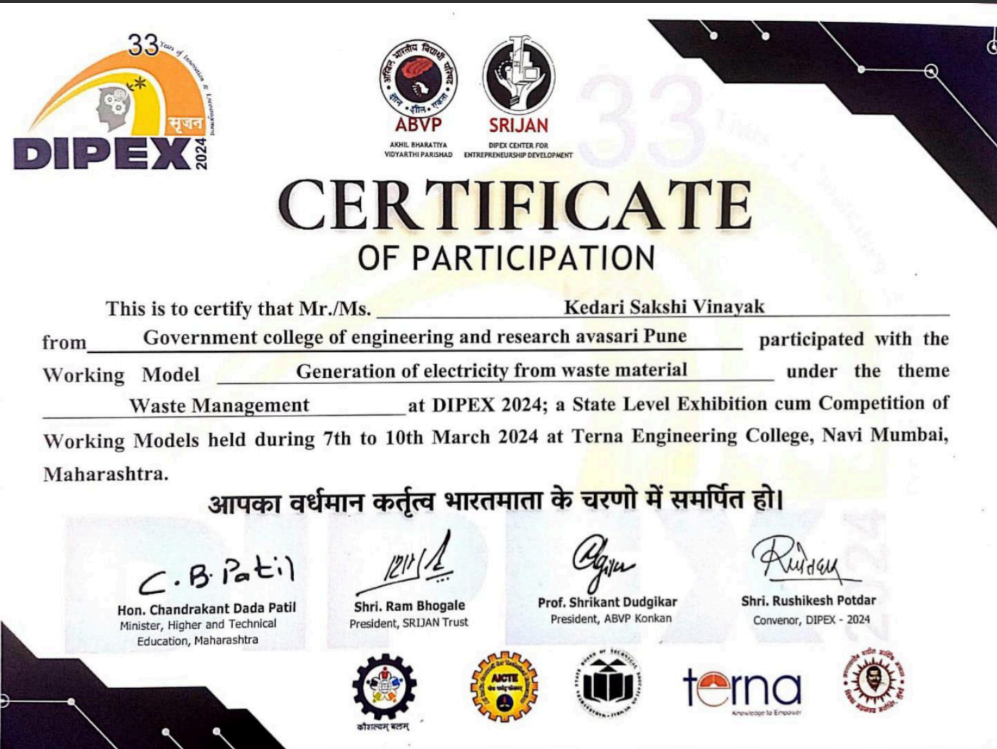 33 Years of Innovation &
सृजन
DIPEX 2024
अखिल भारतीय विद्यार्थी परिषद
ज्ञान • शील • एकता
ABVP
AKHIL BHARATIYA
VIDYARTHI PARISHAD
SRIJAN
DIPEX CENTER FOR
ENTREPRENEURSHIP DEVELOPMENT
33
CERTIFICATE
OF PARTICIPATION
This is to certify that Mr./Ms. Kedari Sakshi Vinayak
from Government college of engineering and research avasari Pune participated with the
Working Model Generation of electricity from waste material under the theme
Waste Management at DIPEX 2024; a State Level Exhibition cum Competition of
Working Models held during 7th to 10th March 2024 at Terna Engineering College, Navi Mumbai,
Maharashtra.
आपका वर्धमान कर्तृत्व भारतमाता के चरणो में समर्पित हो।
DIPEX 2024
C. B. Patil
Hon. Chandrakant Dada Patil
Minister, Higher and Technical
Education, Maharashtra
Shri. Ram Bhogale
President, SRIJAN Trust
Prof. Shrikant Dudgikar
President, ABVP Konkan
Shri. Rushikesh Potdar
Convenor, DIPEX - 2024
कौशल्यम् बलम्
AICTE
terna
Knowledge to Empower